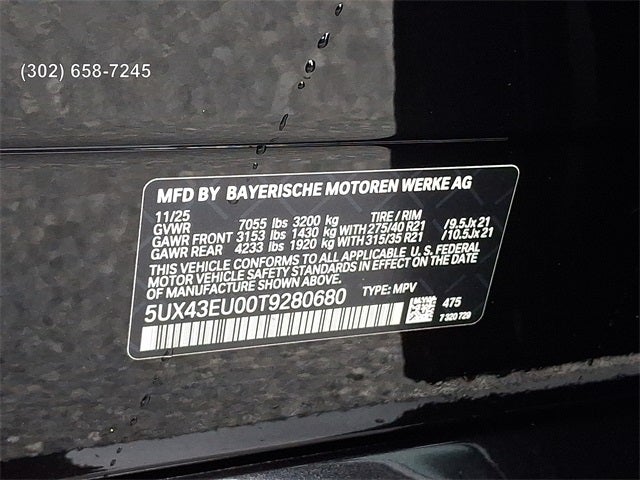 (302) 658-7245
MFD BY BAYERISCHE MOTOREN WERKE AG
11/25 TIRE / RIM
GVWR 7055 lbs 3200 kg
GAWR FRONT 3153 lbs 1430 kg WITH 275/40 R21 / 9.5Jx21
GAWR REAR 4233 lbs 1920 kg WITH 315/35 R21 / 10.5Jx21
THIS VEHICLE CONFORMS TO ALL APPLICABLE U.S. FEDERAL
MOTOR VEHICLE SAFETY STANDARDS IN EFFECT ON THE DATE
OF MANUFACTURE SHOWN ABOVE.
5UX43EU00T9280680 TYPE: MPV
475
7 320 729